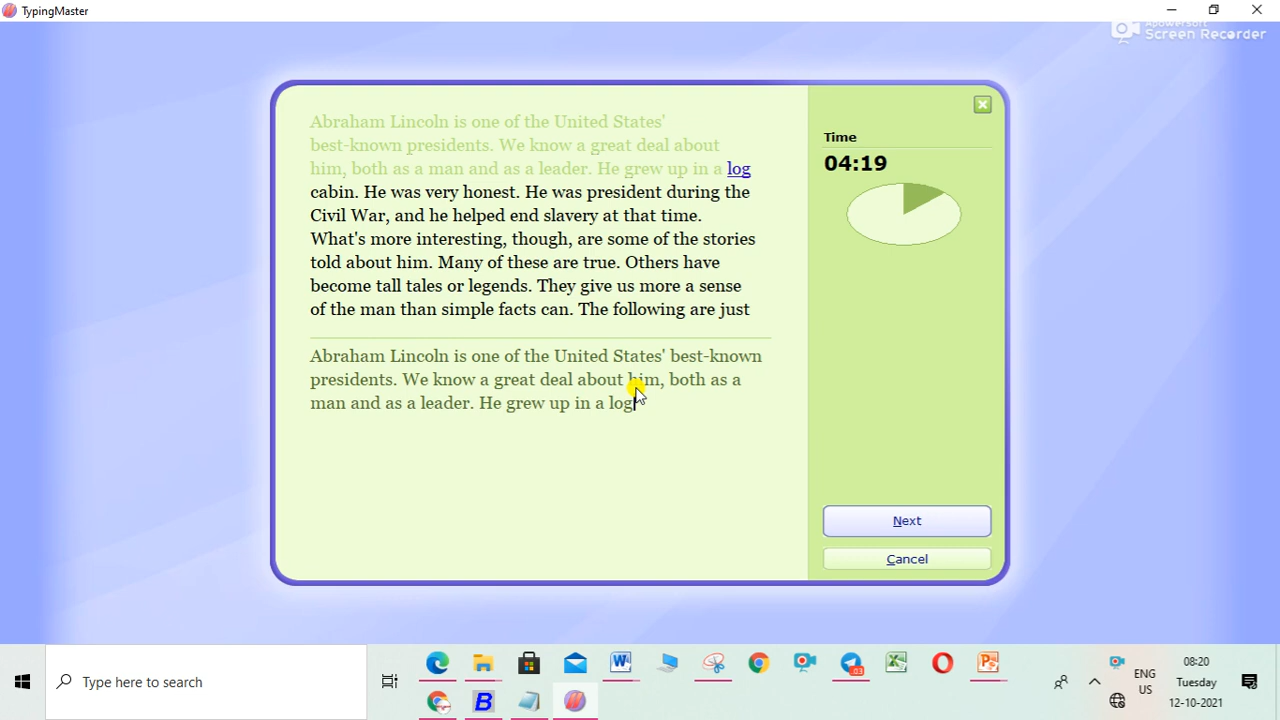 TypingMaster
Apowersoft
Screen Recorder
Abraham Lincoln is one of the United States'
best-known presidents. We know a great deal about
him, both as a man and as a leader. He grew up in a log
cabin. He was very honest. He was president during the
Civil War, and he helped end slavery at that time.
What's more interesting, though, are some of the stories
told about him. Many of these are true. Others have
become tall tales or legends. They give us more a sense
of the man than simple facts can. The following are just
Abraham Lincoln is one of the United States' best-known
presidents. We know a great deal about him, both as a
man and as a leader. He grew up in a log
Time
04:19
Next
Cancel
Type here to search
03
ENG
US
08:20
Tuesday
12-10-2021